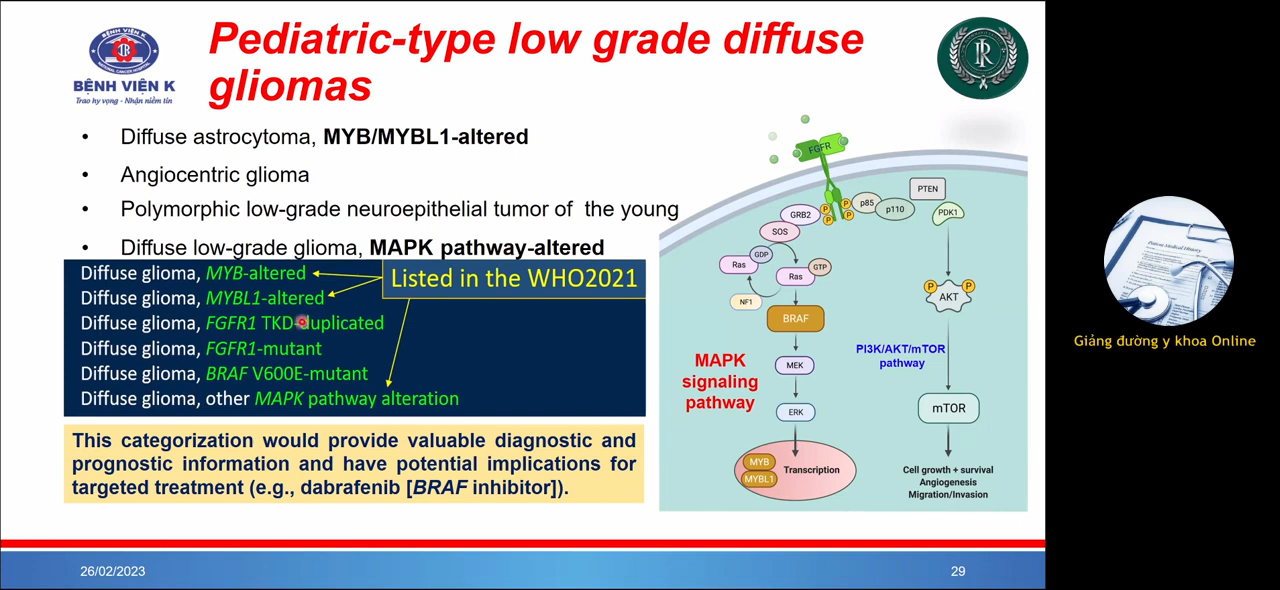 BỆNH VIỆN K
Trao hy vọng - Nhận niềm tin
Pediatric-type low grade diffuse
gliomas
• Diffuse astrocytoma, MYB/MYBL1-altered
• Angiocentric glioma
• Polymorphic low-grade neuroepithelial tumor of the young
• Diffuse low-grade glioma, MAPK pathway-altered
Diffuse glioma, MYB-altered
Diffuse glioma, MYBL1-altered
Diffuse glioma, FGFR1 TKD-duplicated
Diffuse glioma, FGFR1-mutant
Diffuse glioma, BRAF V600E-mutant
Diffuse glioma, other MAPK pathway alteration
Listed in the WHO2021
This categorization would provide valuable diagnostic and
prognostic information and have potential implications for
targeted treatment (e.g., dabrafenib [BRAF inhibitor]).
FGFR
P
P
P
P
GRB2
SOS
p85
p110
PTEN
PDK1
Ras
GDP
Ras
GTP
NF1
BRAF
MEK
ERK
MYB
MYBL1
Transcription
MAPK
signaling
pathway
P
P
AKT
PI3K/AKT/mTOR
pathway
mTOR
Cell growth + survival
Angiogenesis
Migration/Invasion
26/02/2023
29
Giảng đường y khoa Online